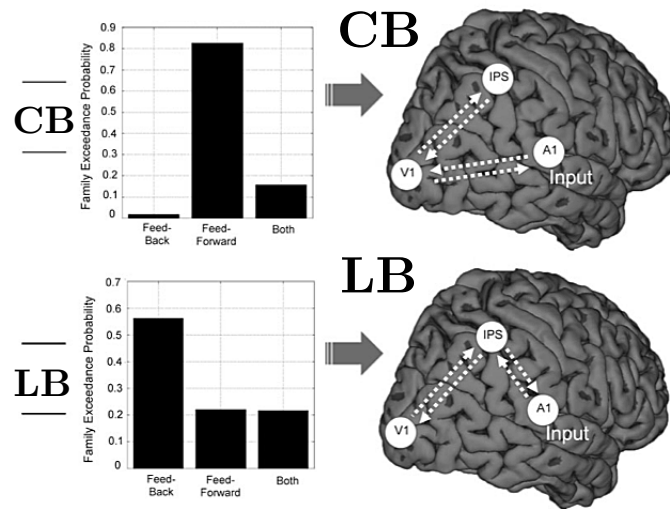 CB
Family Exceedance Probability
0.9
0.8
0.7
0.6
0.5
0.4
0.3
0.2
0.1
0
Feed-
Back
Feed-
Forward
Both
CB
IPS
V1
A1
Input
LB
Family Exceedance Probability
0.7
0.6
0.5
0.4
0.3
0.2
0.1
0
Feed-
Back
Feed-
Forward
Both
LB
IPS
V1
A1
Input